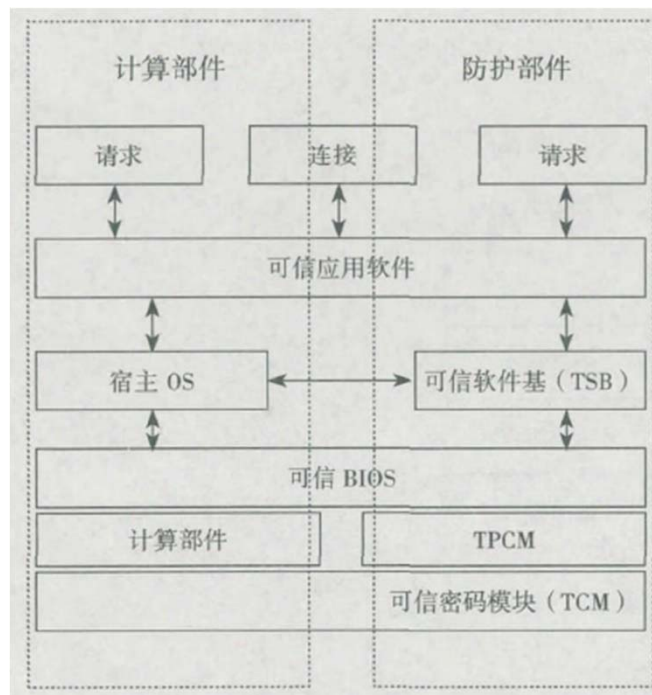 计算部件
防护部件
请求
连接
请求
可信应用软件
宿主 OS
可信软件基（TSB）
可信 BIOS
计算部件
TPCM
可信密码模块（TCM）